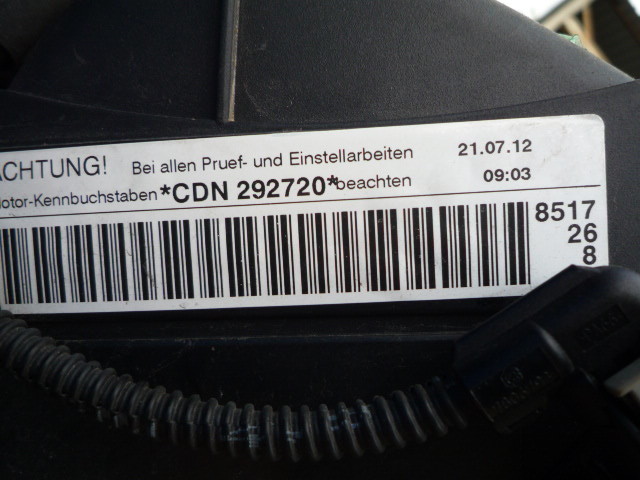 ACHTUNG! Bei allen Pruef- und Einstellarbeiten 21.07.12
Motor-Kennbuchstaben *CDN 292720* beachten 09:03
8517
26
8